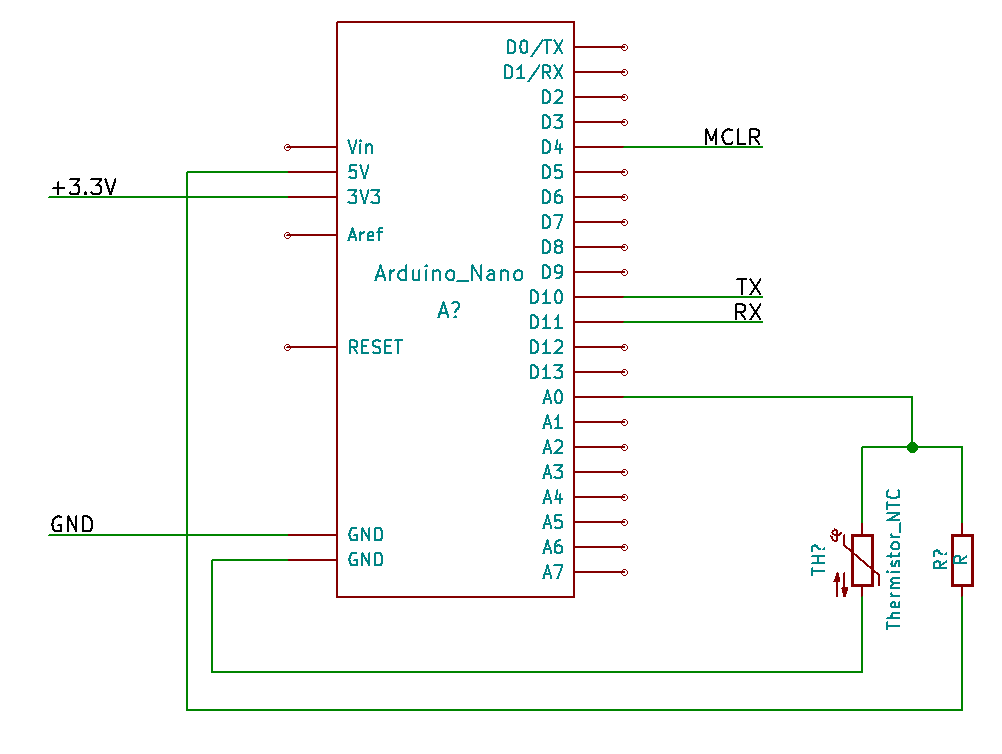 D0/TX
D1/RX
D2
D3
Vin
D4
MCLR
5V
D5
+3.3V
3V3
D6
D7
Aref
D8
Arduino_Nano
D9
TX
D10
A?
RX
D11
RESET
D12
D13
A0
A1
A2
A3
A4
GND
A5
GND
A6
GND
A7
TH?
Thermistor_NTC
R?
R